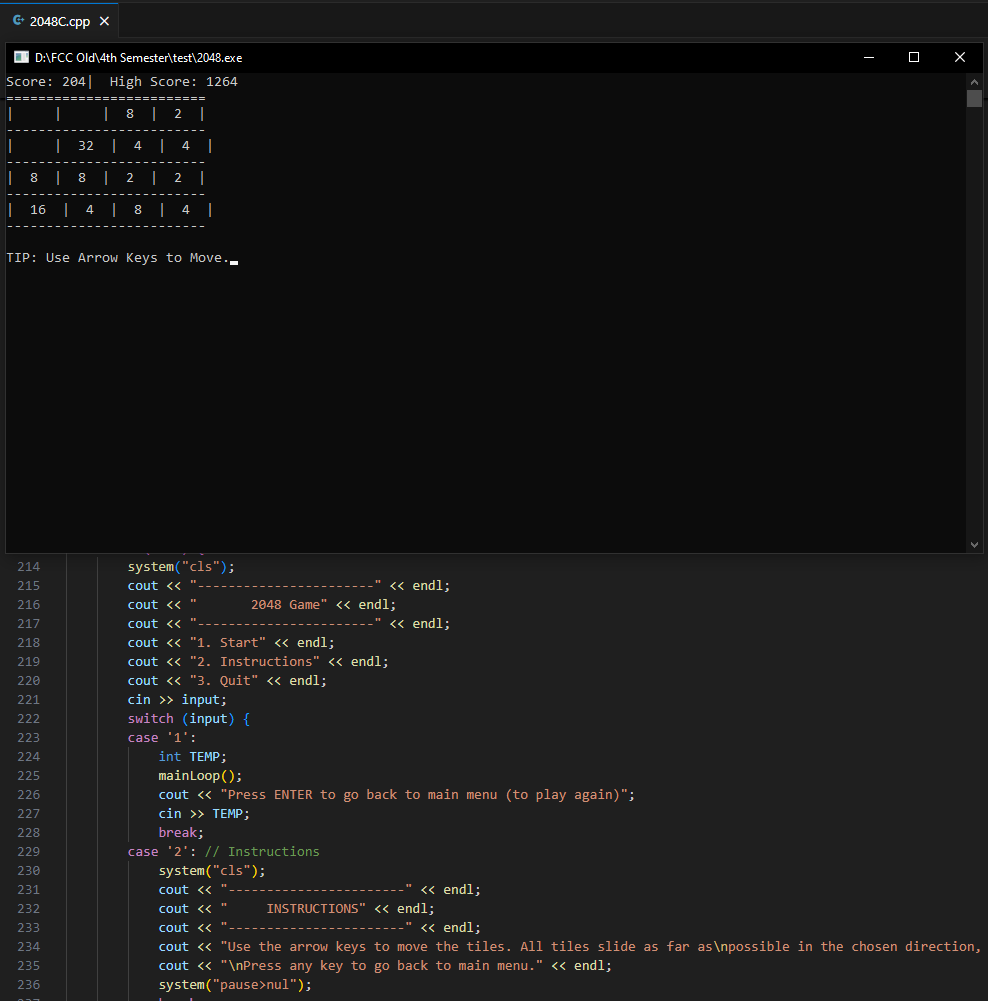 2048C.cpp
D:\FCC Old\4th Semester\test\2048.exe
Score: 204|  High Score: 1264
=========================
|     |     |  8  |  2  |
-------------------------
|     |  32  |  4  |  4  |
-------------------------
|  8  |  8  |  2  |  2  |
-------------------------
|  16  |  4  |  8  |  4  |
-------------------------
TIP: Use Arrow Keys to Move.
214 system("cls");
215 cout << "-----------------------" << endl;
216 cout << "       2048 Game" << endl;
217 cout << "-----------------------" << endl;
218 cout << "1. Start" << endl;
219 cout << "2. Instructions" << endl;
220 cout << "3. Quit" << endl;
221 cin >> input;
222 switch (input) {
223 case '1':
224 int TEMP;
225 mainLoop();
226 cout << "Press ENTER to go back to main menu (to play again)";
227 cin >> TEMP;
228 break;
229 case '2': // Instructions
230 system("cls");
231 cout << "-----------------------" << endl;
232 cout << "     INSTRUCTIONS" << endl;
233 cout << "-----------------------" << endl;
234 cout << "Use the arrow keys to move the tiles. All tiles slide as far as\npossible in the chosen direction,
235 cout << "\nPress any key to go back to main menu." << endl;
236 system("pause>nul");